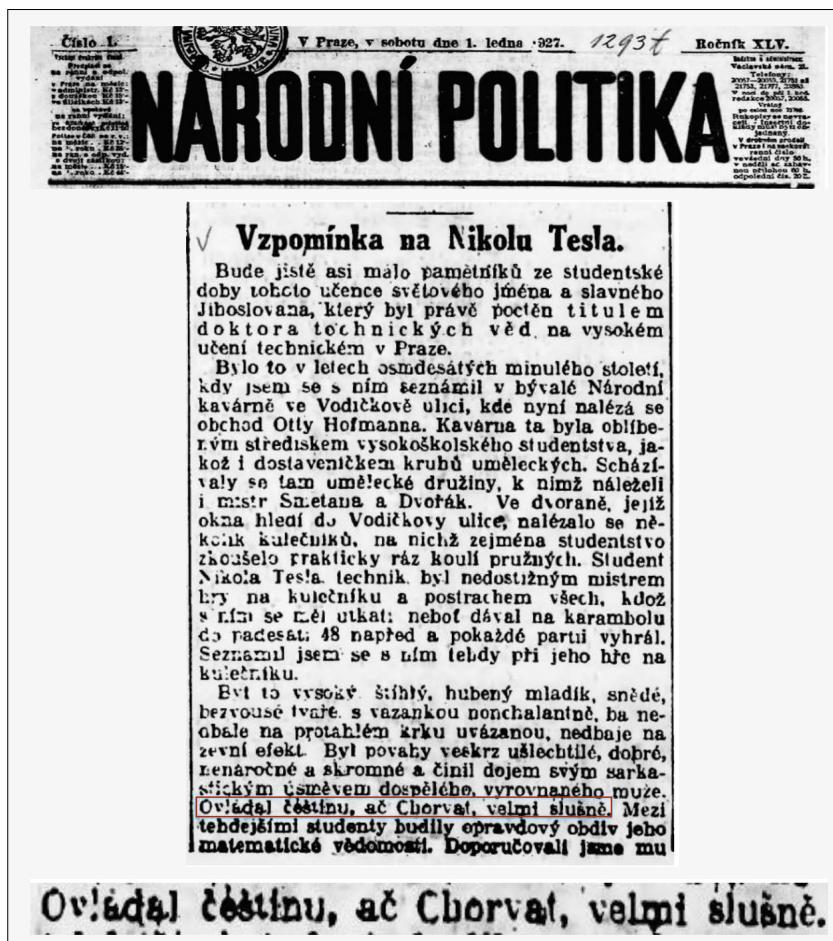 Číslo 1.
V Praze, v sobotu dne 1. ledna 927.
1293 t
Ročník XLV.
NÁRODNÍ POLITIKA
Vzpomínka na Nikolu Tesla.
Bude jistě asi málo pamětníků ze studentské
doby tohoto učence světového jména a slavného
Jihoslovana, který byl právě poctěn titulem
doktora technických věd na vysokém
učení technickém v Praze.
Bylo to v letech osmdesátých minulého století,
kdy jsem se s ním seznámil v bývalé Národní
kavárně ve Vodičkově ulici, kde nyní nalézá se
obchod Otty Hofmanna. Kavárna ta byla oblíbe-
ným střediskem vysokoškolského studentstva, ja-
kož i dostaveníčkem kruhů uměleckých. Scház-
valy se tam umělecké družiny, k nimž náleželi
i mistr Smetana a Dvořák. Ve dvoraně, jejíž
okna hledí do Vodičkovy ulice, nalézalo se ně-
kolik kulečníků, na nichž zejména studentstvo
zkoušelo prakticky ráz koulí pružných. Student
Nikola Tesla, technik, byl nedostižným mistrem
hry na kulečníku a postrachem všech, kdož
s ním se měl utkati; neboť dával na karambolu
do padesáti 48 napřed a pokaždé partii vyhrál.
Seznámil jsem se s ním tehdy při jeho hře na
kulečníku.
Byl to vysoký, štíhlý, hubený mladík, snědé,
bezvousé tváře, s vázankou nonchalantně, ba ne-
dbale na protáhlém krku uvázanou, nedbaje na
zevní efekt. Byl povahy veskrz ušlechtilé, dobré,
nenáročné a skromné a činil dojem svým sarka-
stickým úsměvem dospělého, vyrovnaného muže.
Ovládal češtinu, ač Chorvat, velmi slušně. Mezi
tehdejšími studenty budily opravdový obdiv jeho
matematické vědomosti. Doporučovali jsme mu
Ovládal češtinu, ač Chorvat, velmi slušně.